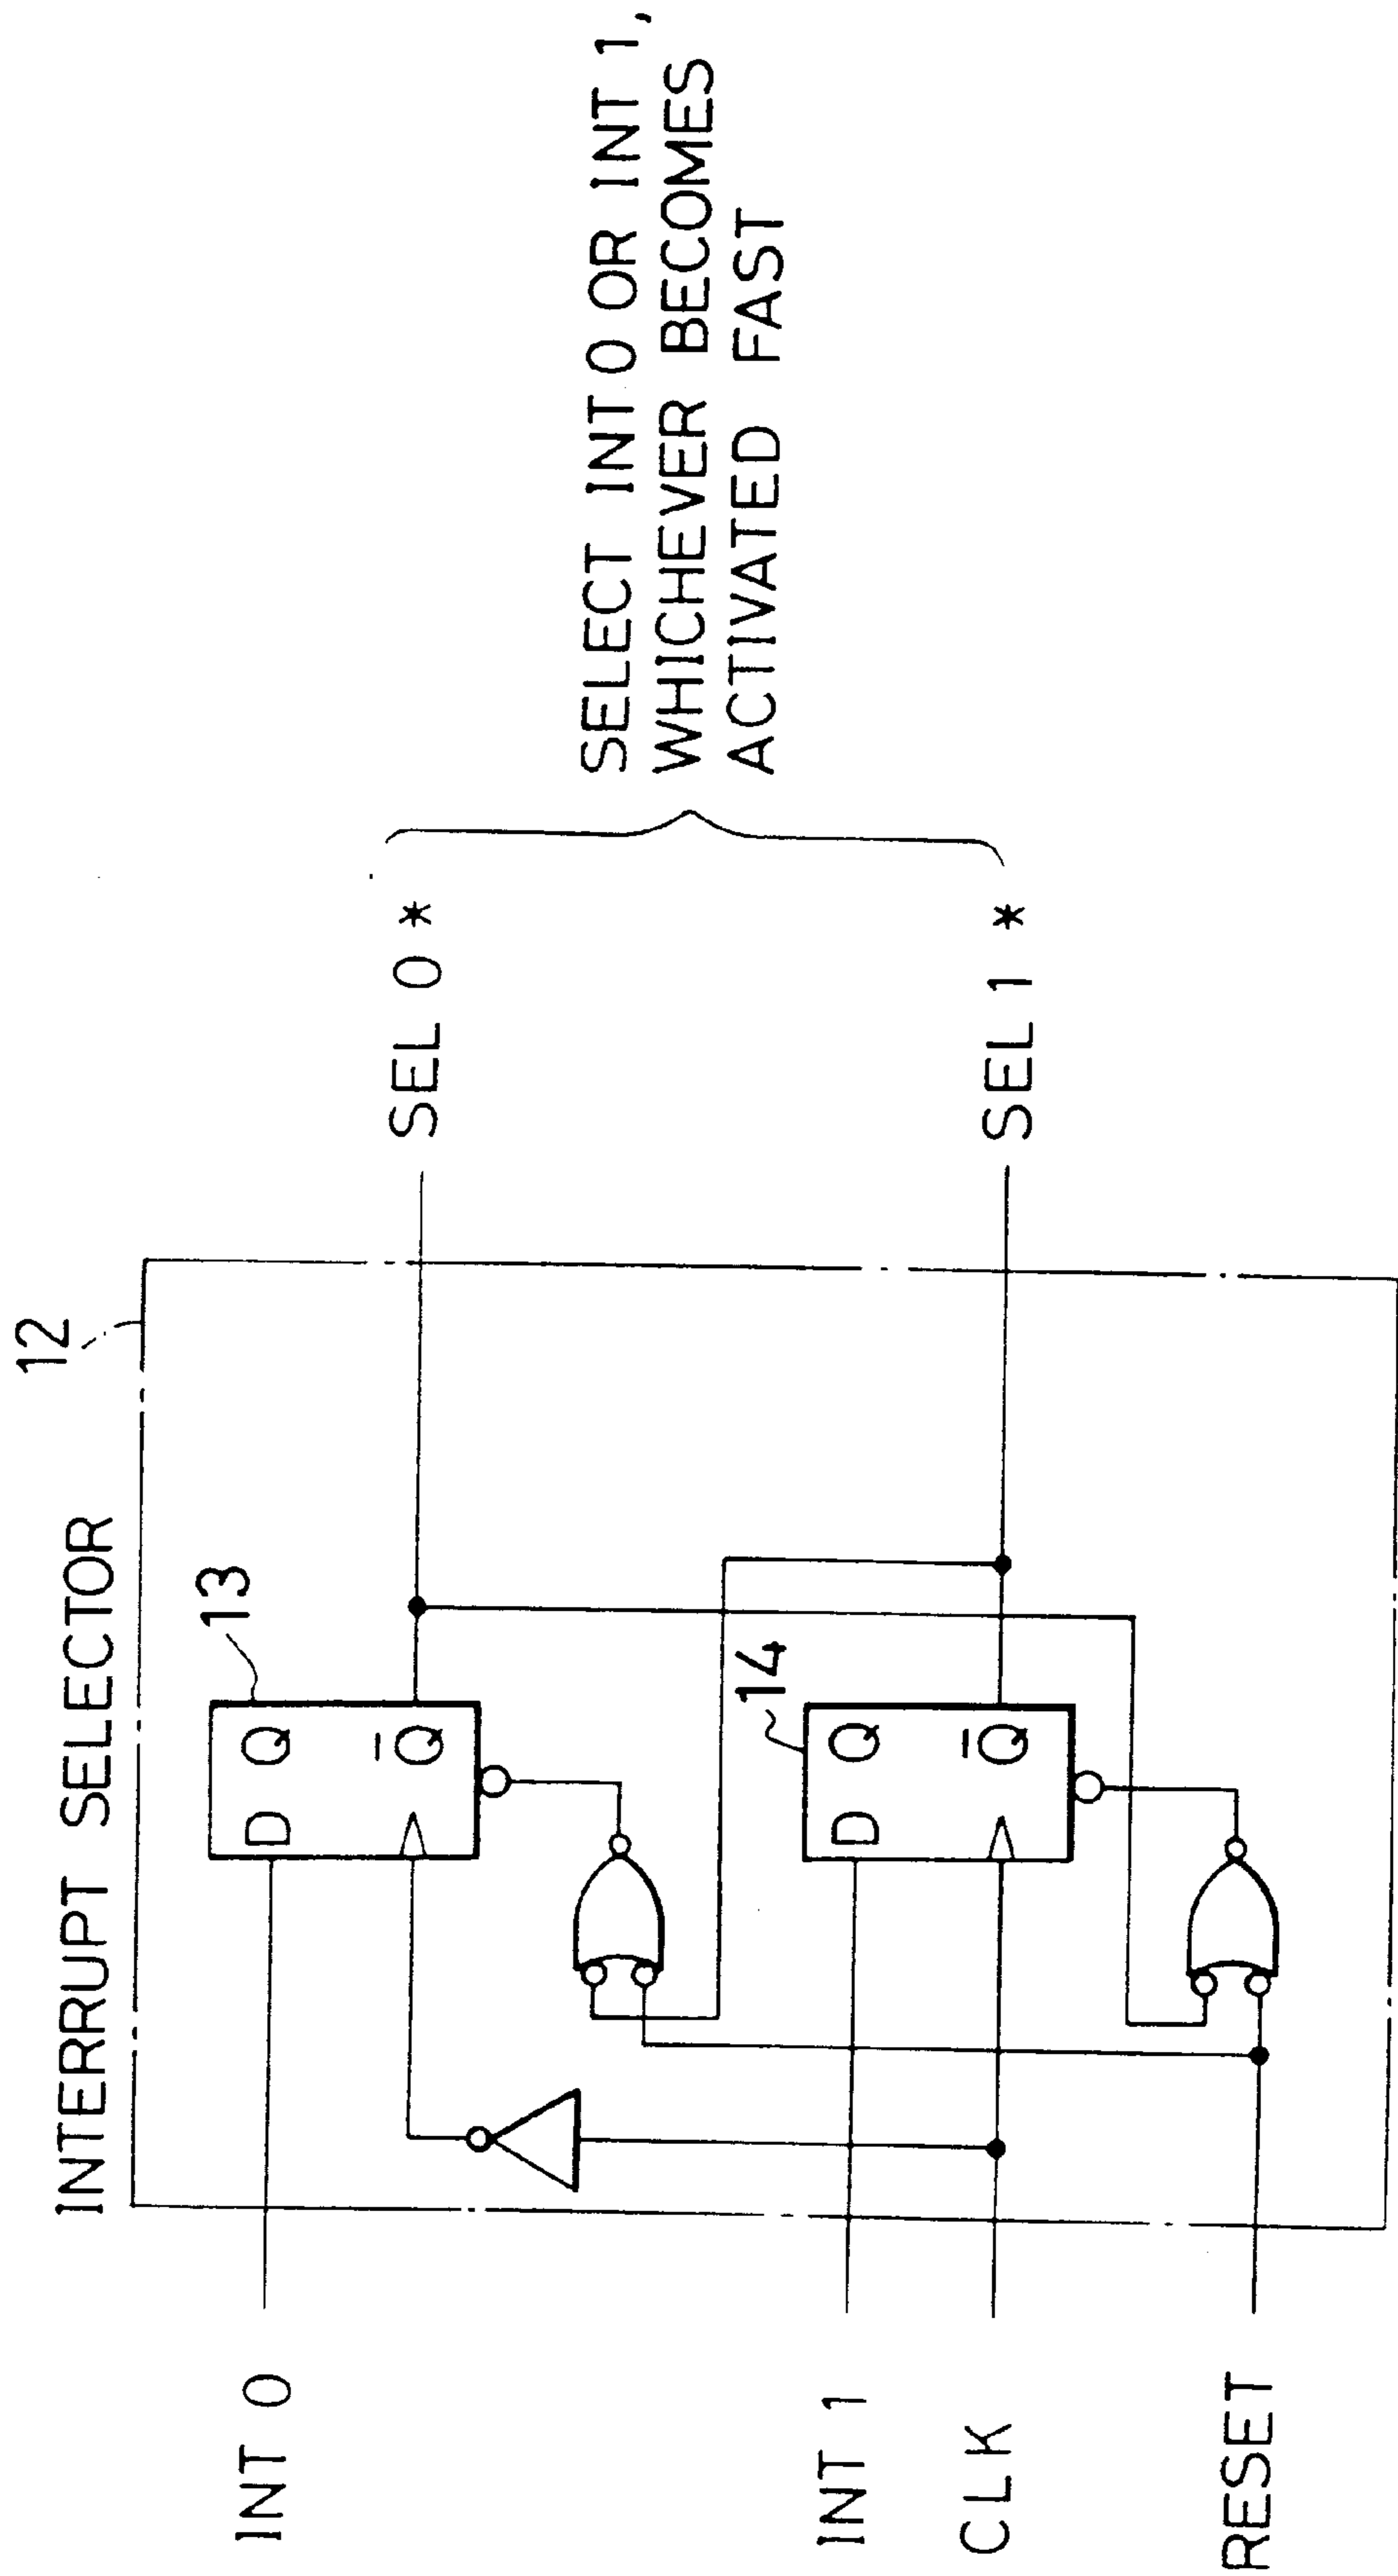 INTERRUPT SELECTOR
12
INT 0
D Q
Q
13
SEL 0 *
INT 1
D Q
Q
14
CLK
SEL 1 *
RESET
SELECT INT 0 OR INT 1,
WHICHEVER BECOMES
ACTIVATED FAST